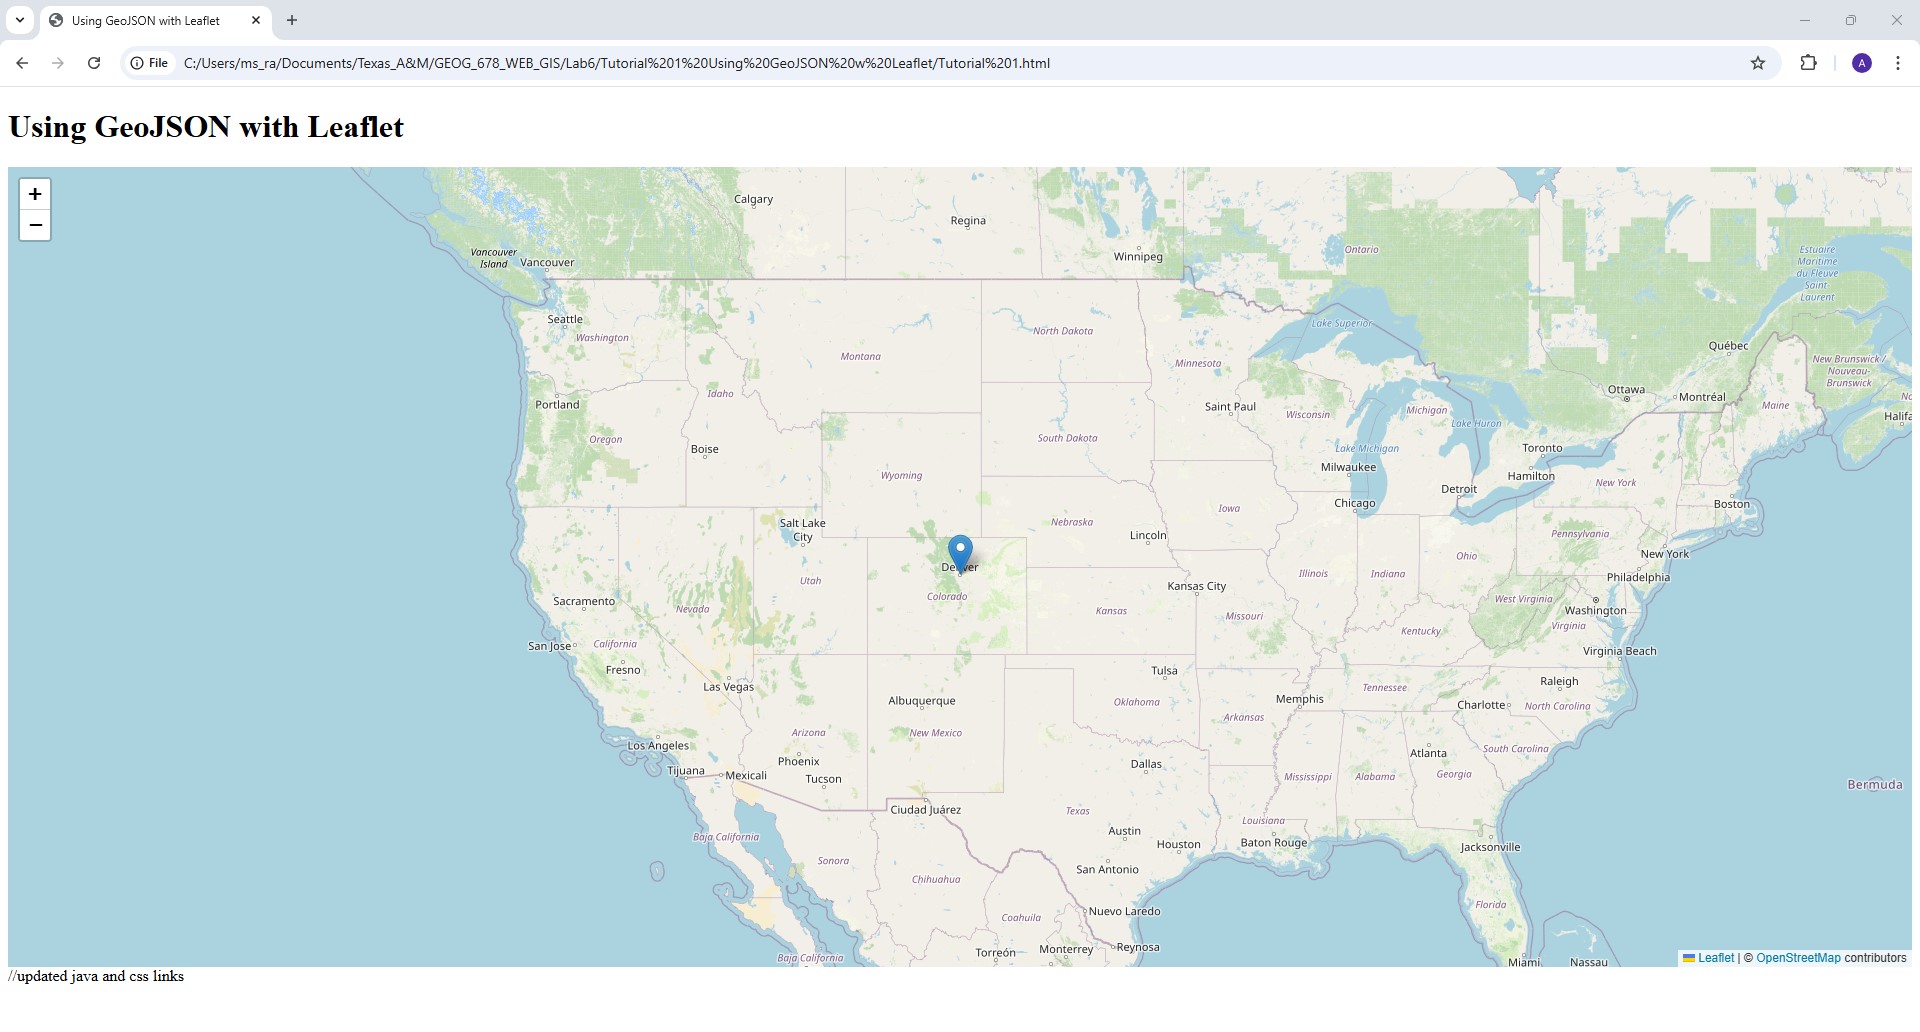 Using GeoJSON with Leaflet
File
C:/Users/ms_ra/Documents/Texas_A&M/GEOG_678_WEB_GIS/Lab6/Tutorial%201%20Using%20GeoJSON%20w%20Leaflet/Tutorial%201.html
A
Using GeoJSON with Leaflet
+
−
Calgary
Regina
Winnipeg
Ontario
Estuaire
Maritime
du Fleuve
Saint-
Laurent
Vancouver
Island
Vancouver
Seattle
Washington
North Dakota
Lake Superior
Montana
Minnesota
Québec
New Brunswick /
Nouveau-
Brunswick
Idaho
Ottawa
Montréal
Portland
Saint Paul
Wisconsin
Michigan
Maine
Halifa
Oregon
South Dakota
Lake Huron
Boise
Lake Michigan
Toronto
Milwaukee
Hamilton
Wyoming
New York
Detroit
Chicago
Boston
Iowa
Salt Lake
City
Nebraska
Lincoln
Pennsylvania
Ohio
New York
Denver
Utah
Illinois
Indiana
Philadelphia
Kansas City
Colorado
Sacramento
Nevada
Kansas
Missouri
West Virginia
Washington
Virginia
Kentucky
San Jose
California
Virginia Beach
Fresno
Tulsa
Las Vegas
Raleigh
Albuquerque
Oklahoma
Memphis
Tennessee
Charlotte
North Carolina
Arkansas
Arizona
New Mexico
Los Angeles
South Carolina
Phoenix
Atlanta
Dallas
Tijuana
Mexicali
Tucson
Mississippi
Alabama
Georgia
Bermuda
Ciudad Juárez
Texas
Louisiana
Austin
Baja California
Houston
Baton Rouge
Jacksonville
Sonora
San Antonio
Chihuahua
Florida
Nuevo Laredo
Coahuila
Reynosa
Monterrey
Torreón
Baja California
Miami
Nassau
Leaflet | © OpenStreetMap contributors
//updated java and css links